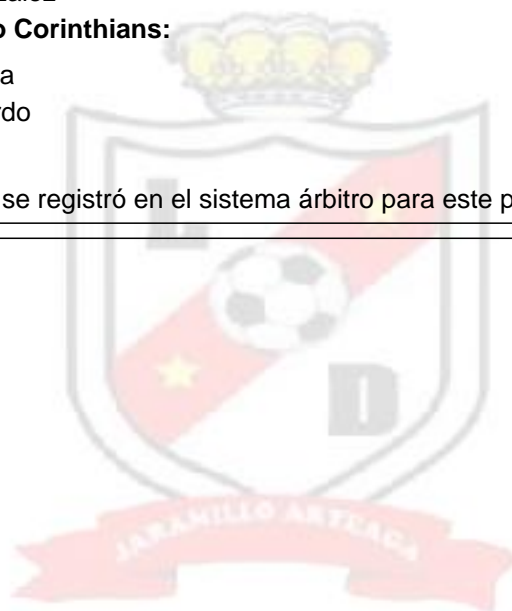 o Corinthians:
a
rdo
se registró en el sistema árbitro para este p
L
D
JARAMILLO ARTEAGA